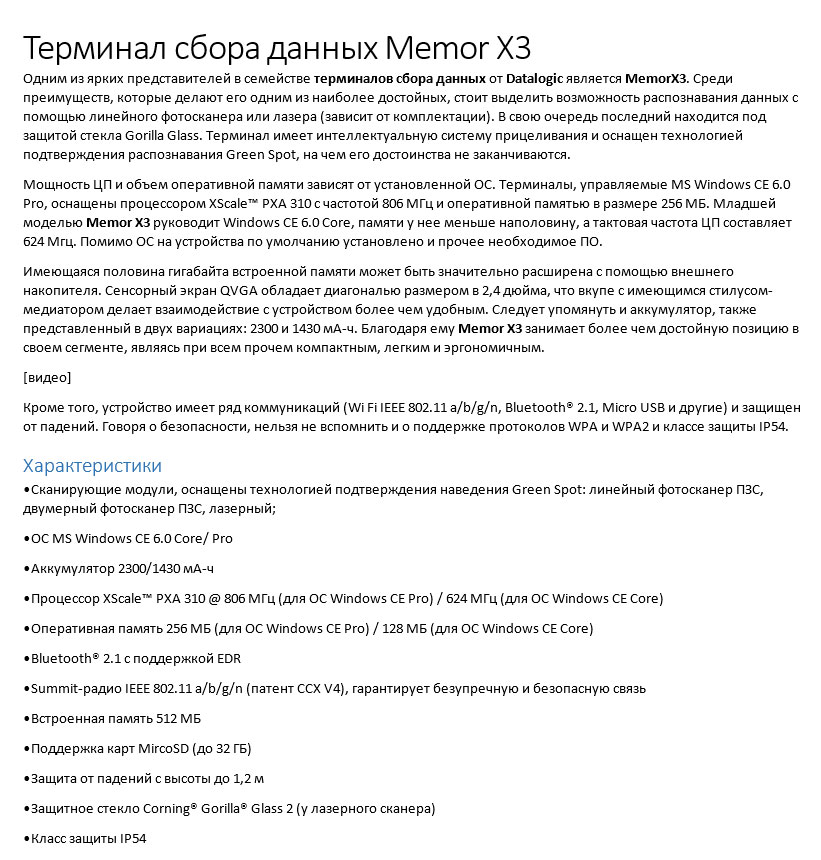 Терминал сбора данных Memor X3
Одним из ярких представителей в семействе терминалов сбора данных от Datalogic является MemorX3. Среди
преимуществ, которые делают его одним из наиболее достойных, стоит выделить возможность распознавания данных с
помощью линейного фотосканера или лазера (зависит от комплектации). В свою очередь последний находится под
защитой стекла Gorilla Glass. Терминал имеет интеллектуальную систему прицеливания и оснащен технологией
подтверждения распознавания Green Spot, на чем его достоинства не заканчиваются.
Мощность ЦП и объем оперативной памяти зависят от установленной ОС. Терминалы, управляемые MS Windows CE 6.0
Pro, оснащены процессором XScale™ PXA 310 с частотой 806 МГц и оперативной памятью в размере 256 МБ. Младшей
моделью Memor X3 руководит Windows CE 6.0 Core, памяти у нее меньше наполовину, а тактовая частота ЦП составляет
624 Мгц. Помимо ОС на устройства по умолчанию установлено и прочее необходимое ПО.
Имеющаяся половина гигабайта встроенной памяти может быть значительно расширена с помощью внешнего
накопителя. Сенсорный экран QVGA обладает диагональю размером в 2,4 дюйма, что вкупе с имеющимся стилусом-
медиатором делает взаимодействие с устройством более чем удобным. Следует упомянуть и аккумулятор, также
представленный в двух вариациях: 2300 и 1430 мА-ч. Благодаря ему Memor X3 занимает более чем достойную позицию в
своем сегменте, являясь при всем прочем компактным, легким и эргономичным.
[видео]
Кроме того, устройство имеет ряд коммуникаций (Wi Fi IEEE 802.11 a/b/g/n, Bluetooth® 2.1, Micro USB и другие) и защищен
от падений. Говоря о безопасности, нельзя не вспомнить и о поддержке протоколов WPA и WPA2 и классе защиты IP54.
Характеристики
•Сканирующие модули, оснащены технологией подтверждения наведения Green Spot: линейный фотосканер ПЗС,
двумерный фотосканер ПЗС, лазерный;
•ОС MS Windows CE 6.0 Core/ Pro
•Аккумулятор 2300/1430 мА-ч
•Процессор XScale™ PXA 310 @ 806 МГц (для ОС Windows CE Pro) / 624 МГц (для ОС Windows CE Core)
•Оперативная память 256 МБ (для ОС Windows CE Pro) / 128 МБ (для ОС Windows CE Core)
•Bluetooth® 2.1 с поддержкой EDR
•Summit-радио IEEE 802.11 a/b/g/n (патент CCX V4), гарантирует безупречную и безопасную связь
•Встроенная память 512 МБ
•Поддержка карт MircoSD (до 32 ГБ)
•Защита от падений с высоты до 1,2 м
•Защитное стекло Corning® Gorilla® Glass 2 (у лазерного сканера)
•Класс защиты IP54